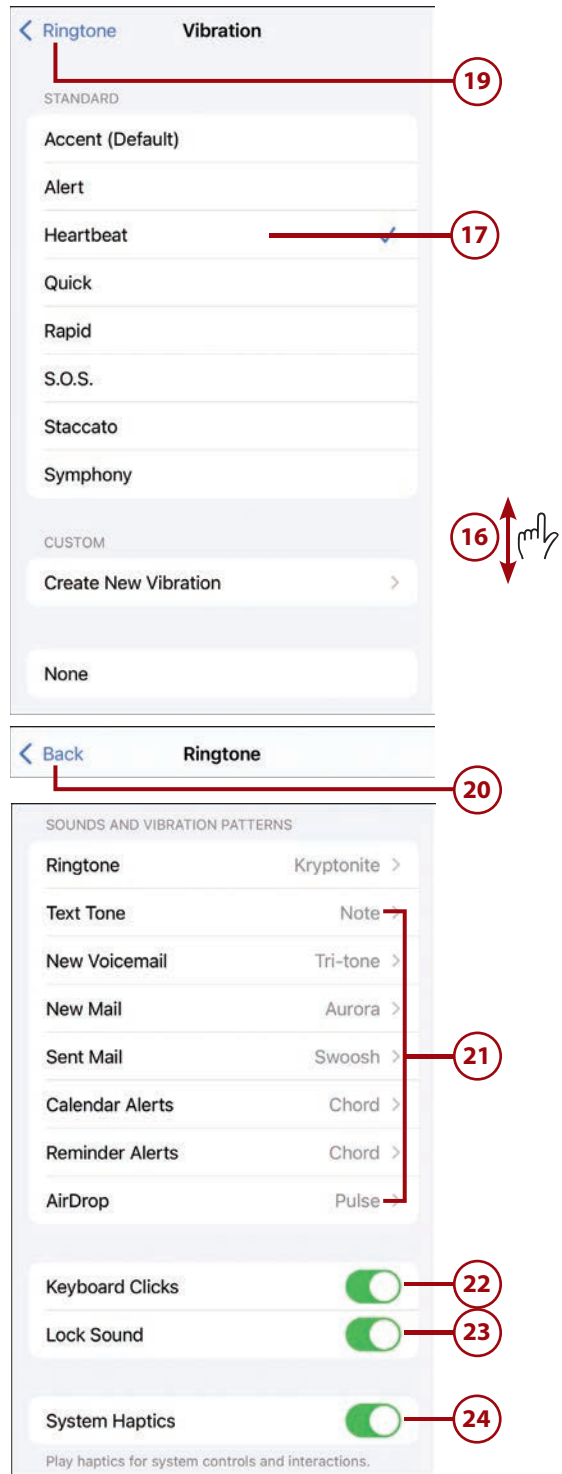 Ringtone Vibration
19
STANDARD
Accent (Default)
Alert
Heartbeat
17
Quick
Rapid
S.O.S.
Staccato
Symphony
16
CUSTOM
Create New Vibration
None
Back Ringtone
20
SOUNDS AND VIBRATION PATTERNS
Ringtone Kryptonite
Text Tone Note
New Voicemail Tri-tone
New Mail Aurora
Sent Mail Swoosh
21
Calendar Alerts Chord
Reminder Alerts Chord
AirDrop Pulse
Keyboard Clicks
22
Lock Sound
23
System Haptics
24
Play haptics for system controls and interactions.